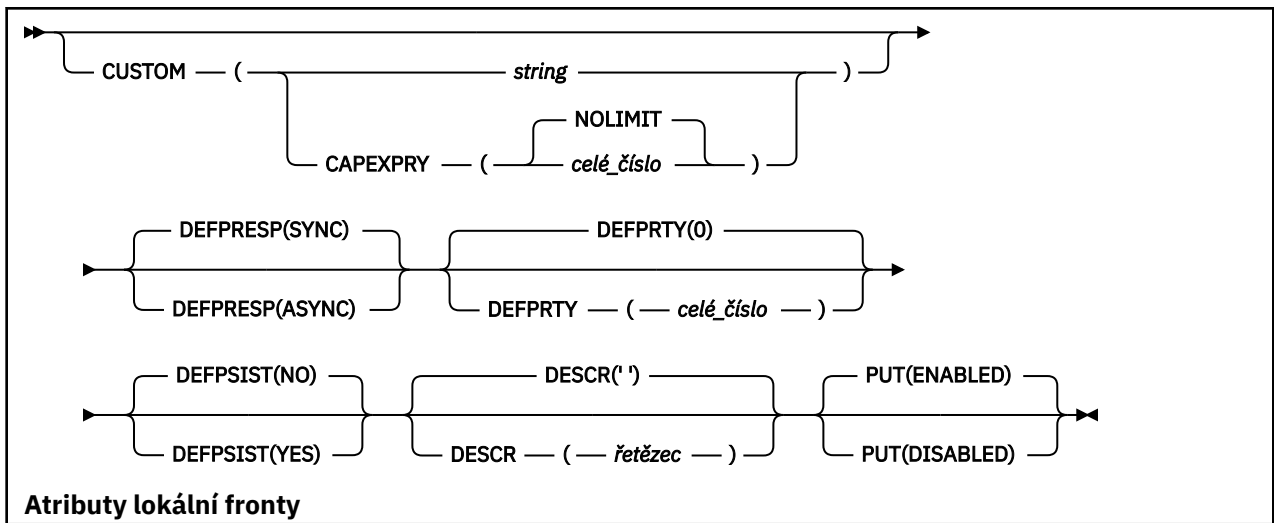 CUSTOM ( string )
NOLIMIT
CAPEXPRY ( celé_číslo )
DEFPRESP(SYNC) DEFPRTY(0)
DEFPRESP(ASYNC) DEFPRTY ( celé_číslo )
DEFPSIST(NO) DESCR(' ') PUT(ENABLED)
DEFPSIST(YES) DESCR ( řetězec ) PUT(DISABLED)
Atributy lokální fronty